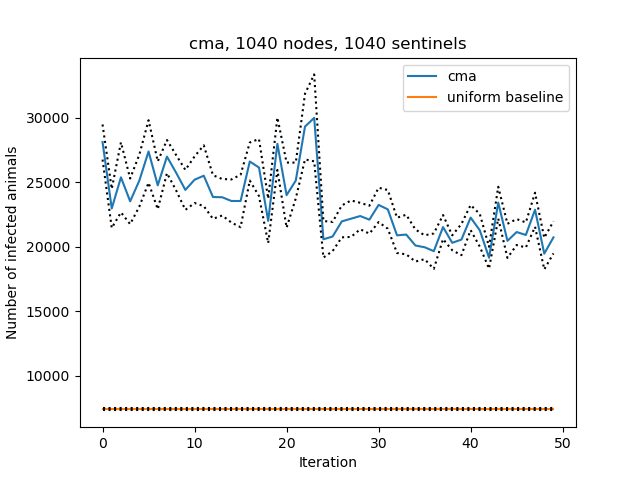 cma, 1040 nodes, 1040 sentinels
cma
uniform baseline
Number of infected animals
30000
25000
20000
15000
10000
0
10
20
30
40
50
Iteration